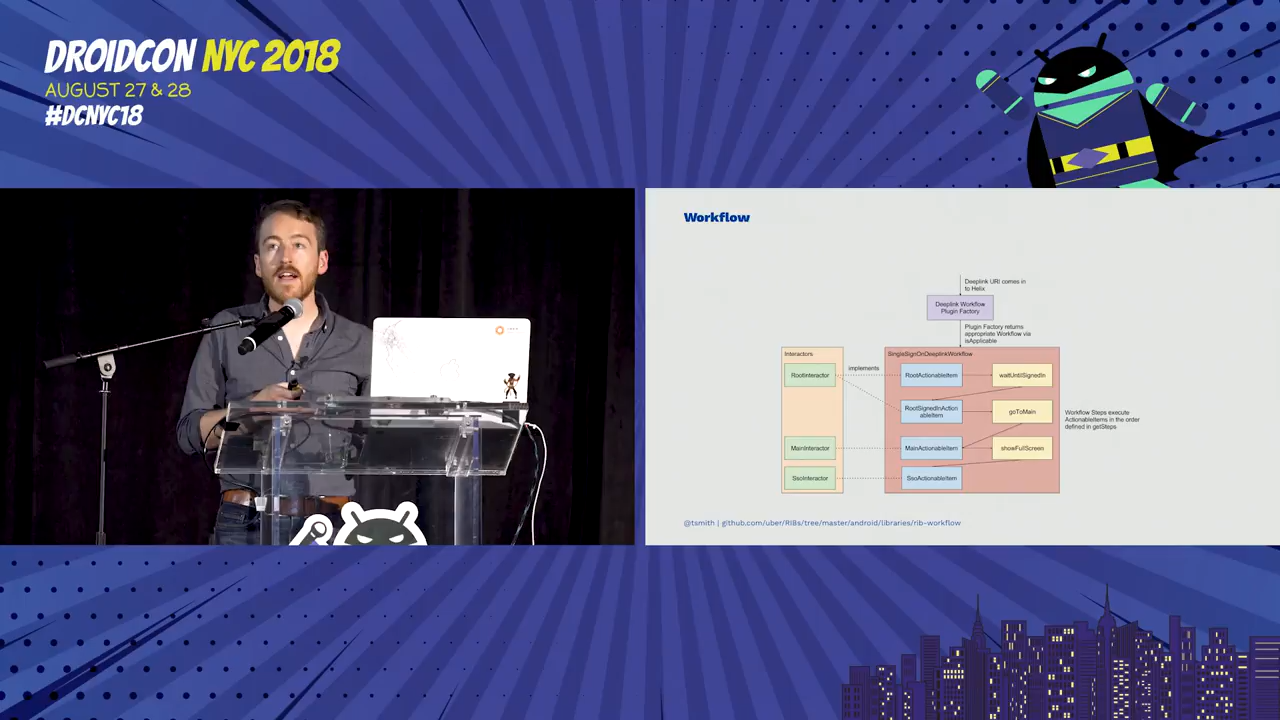 DROIDCON NYC 2018
AUGUST 27 & 28
#DCNYC18
Workflow
Deeplink URI comes in
to Helix
Deeplink Workflow
Plugin Factory
Plugin Factory returns
appropriate Workflow via
isApplicable
Interactors
SingleSignOnDeeplinkWorkflow
RootInteractor
implements
RootActionableItem
waitUntilSignedIn
RootSignedInAction
ableItem
goToMain
Workflow Steps execute
ActionableItems in the order
defined in getSteps
MainInteractor
MainActionableItem
showFullScreen
SsoInteractor
SsoActionableItem
@tsmith | github.com/uber/RIBs/tree/master/android/libraries/rib-workflow